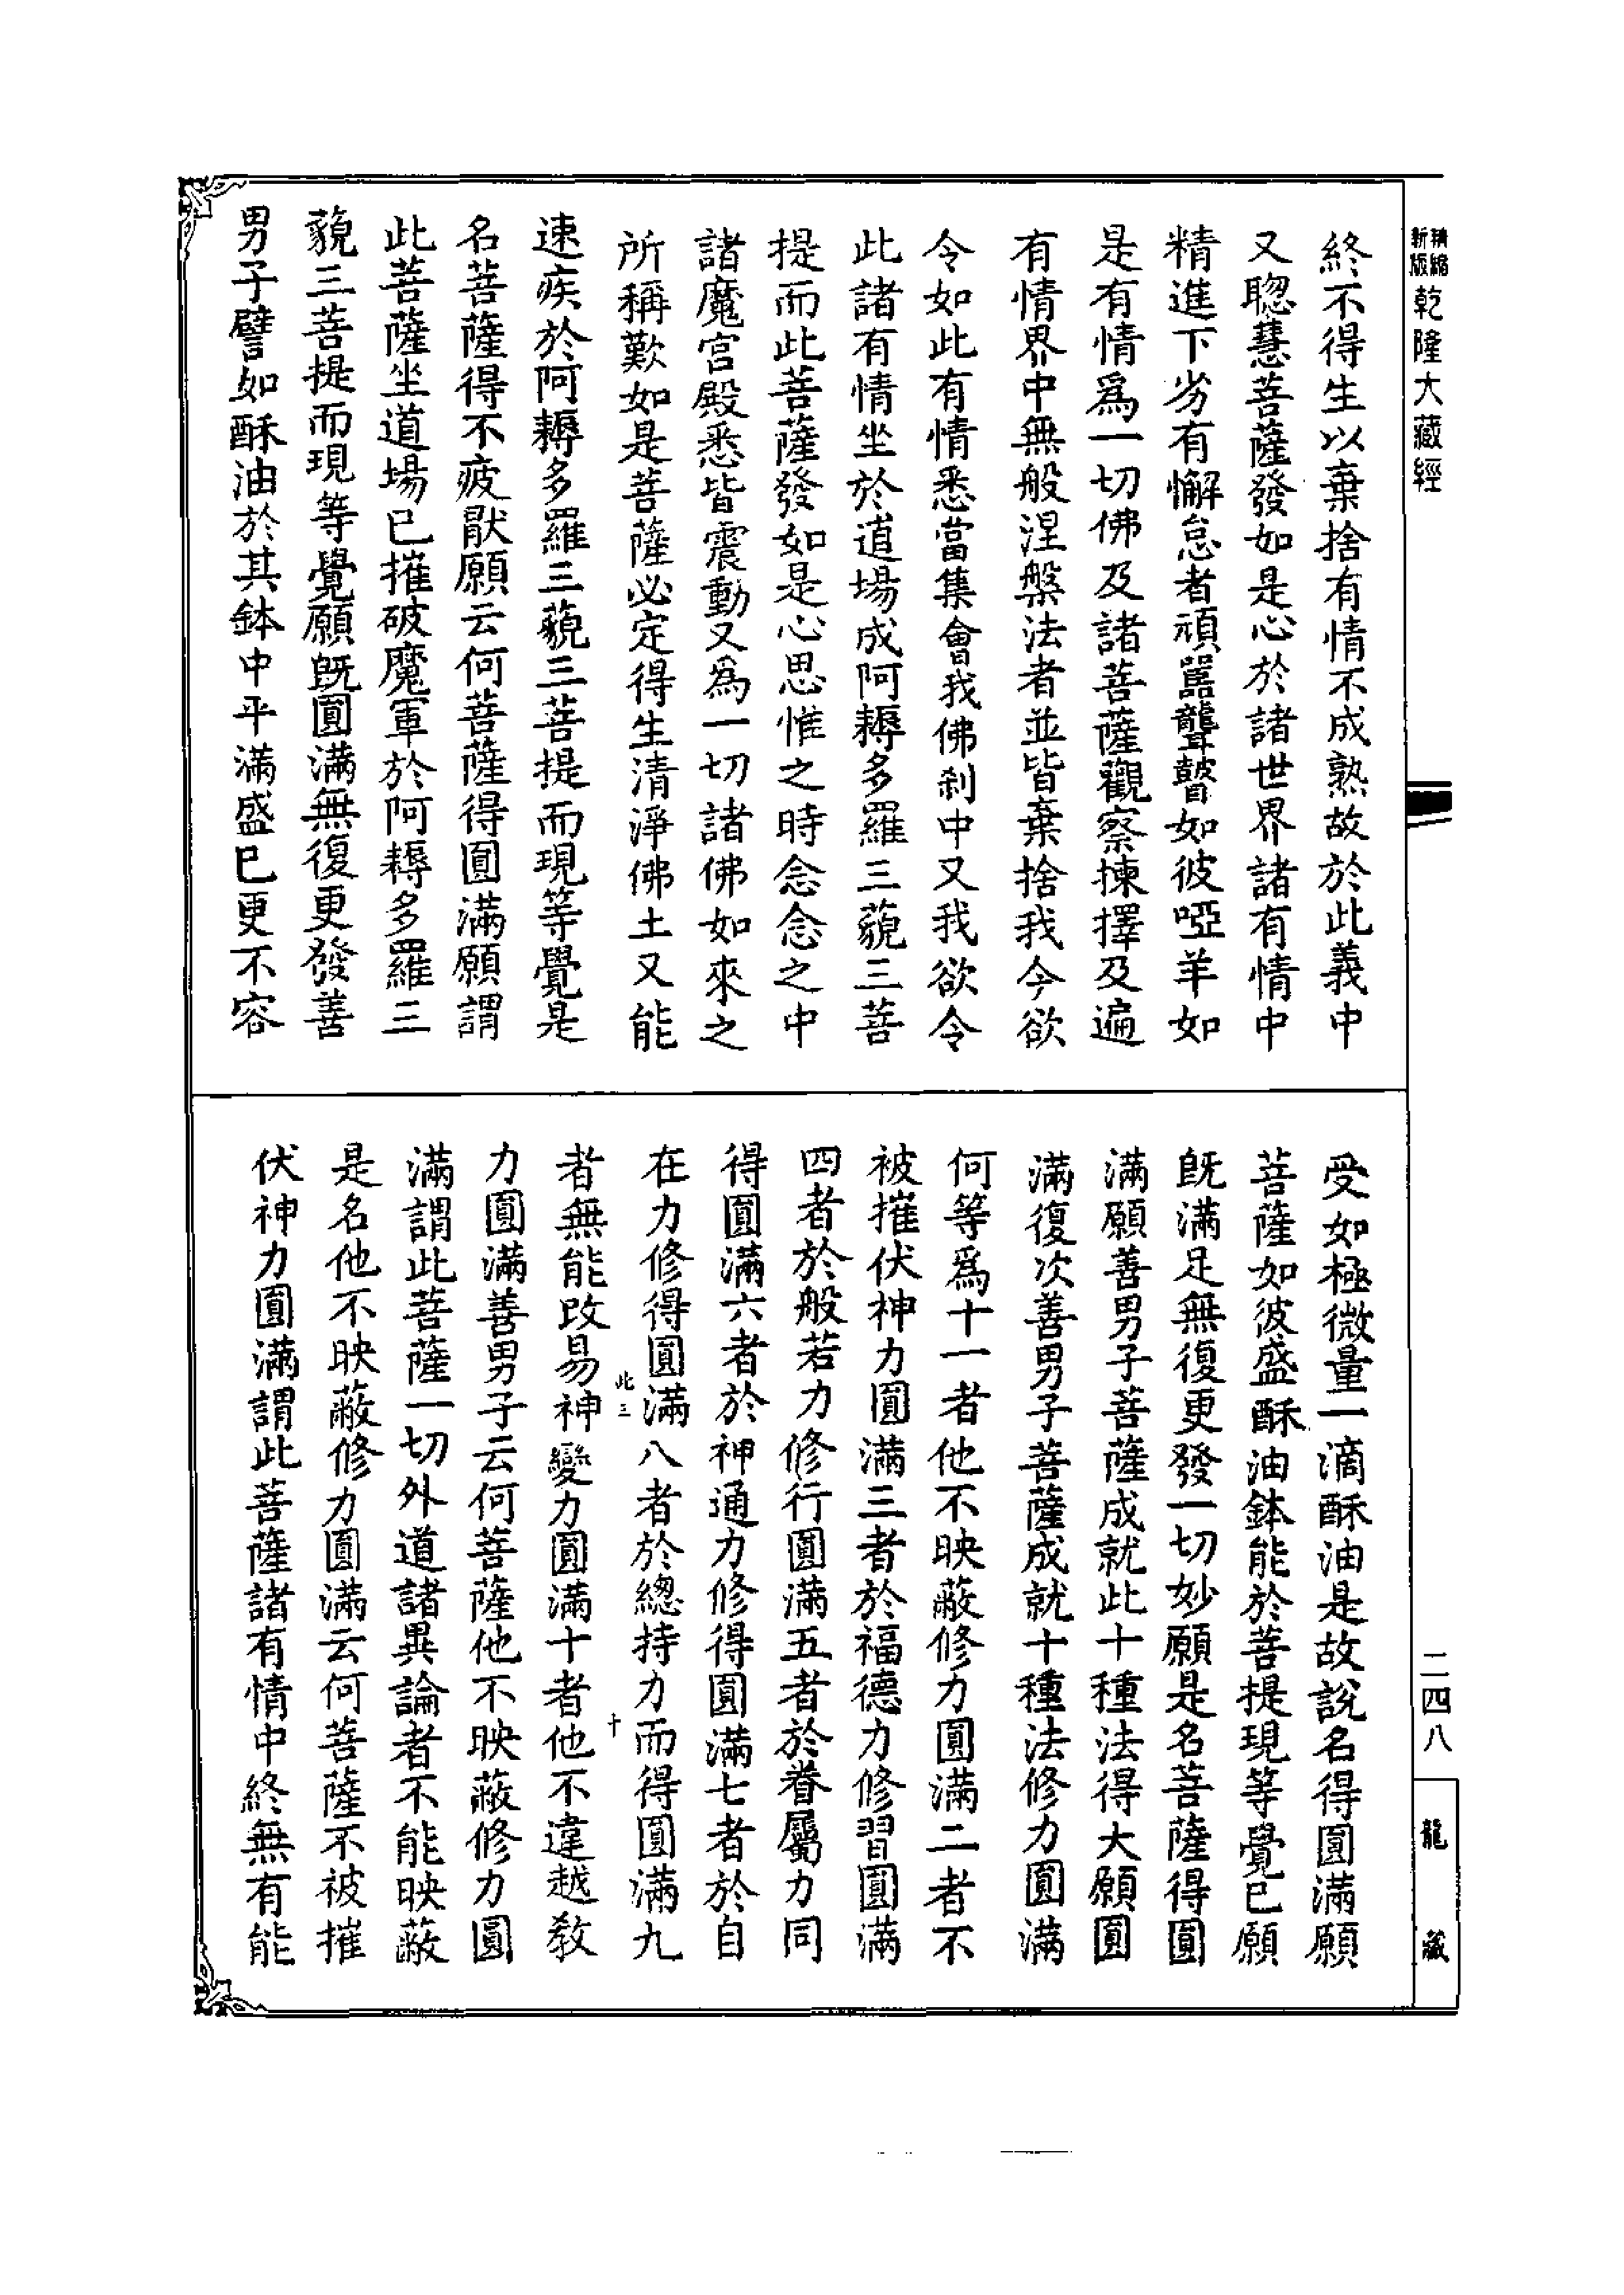 精縮
新版
乾隆大藏經
終不得生以棄捨有情不成熟故於此義中
又聰慧菩薩發如是心於諸世界諸有情中
精進下劣有懈怠者頑嚚聾瞽如彼啞羊如
是有情爲一切佛及諸菩薩觀察揀擇及遍
有情界中無般涅槃法者並皆棄捨我今欲
令如此有情悉當集會我佛刹中又我欲令
此諸有情坐於道場成阿耨多羅三藐三菩
提而此菩薩發如是心思惟之時念念之中
諸魔宮殿悉皆震動又爲一切諸佛如來之
所稱歎如是菩薩必定得生清淨佛土又能
速疾於阿耨多羅三藐三菩提而現等覺是
名菩薩得不疲厭願云何菩薩得圓滿願謂
此菩薩坐道場已摧破魔軍於阿耨多羅三
藐三菩提而現等覺願既圓滿無復更發善
男子譬如酥油於其鉢中平滿盛已更不容
受如極微量一滴酥油是故說名得圓滿願
菩薩如彼盛酥油鉢能於菩提現等覺已願
既滿足無復更發一切妙願是名菩薩得圓
滿願善男子菩薩成就此十種法得大願圓
滿復次善男子菩薩成就十種法修力圓滿
何等爲十一者他不映蔽修力圓滿二者不
被摧伏神力圓滿三者於福德力修習圓滿
四者於般若力修行圓滿五者於眷屬力同
得圓滿六者於神通力修得圓滿七者於自
在力修得圓滿八者於總持力而得圓滿九
此三
十
者無能改易神變力圓滿十者他不違越教
力圓滿善男子云何菩薩他不映蔽修力圓
滿謂此菩薩一切外道諸異論者不能映蔽
是名他不映蔽修力圓滿云何菩薩不被摧
伏神力圓滿謂此菩薩諸有情中終無有能
二四八
龍藏